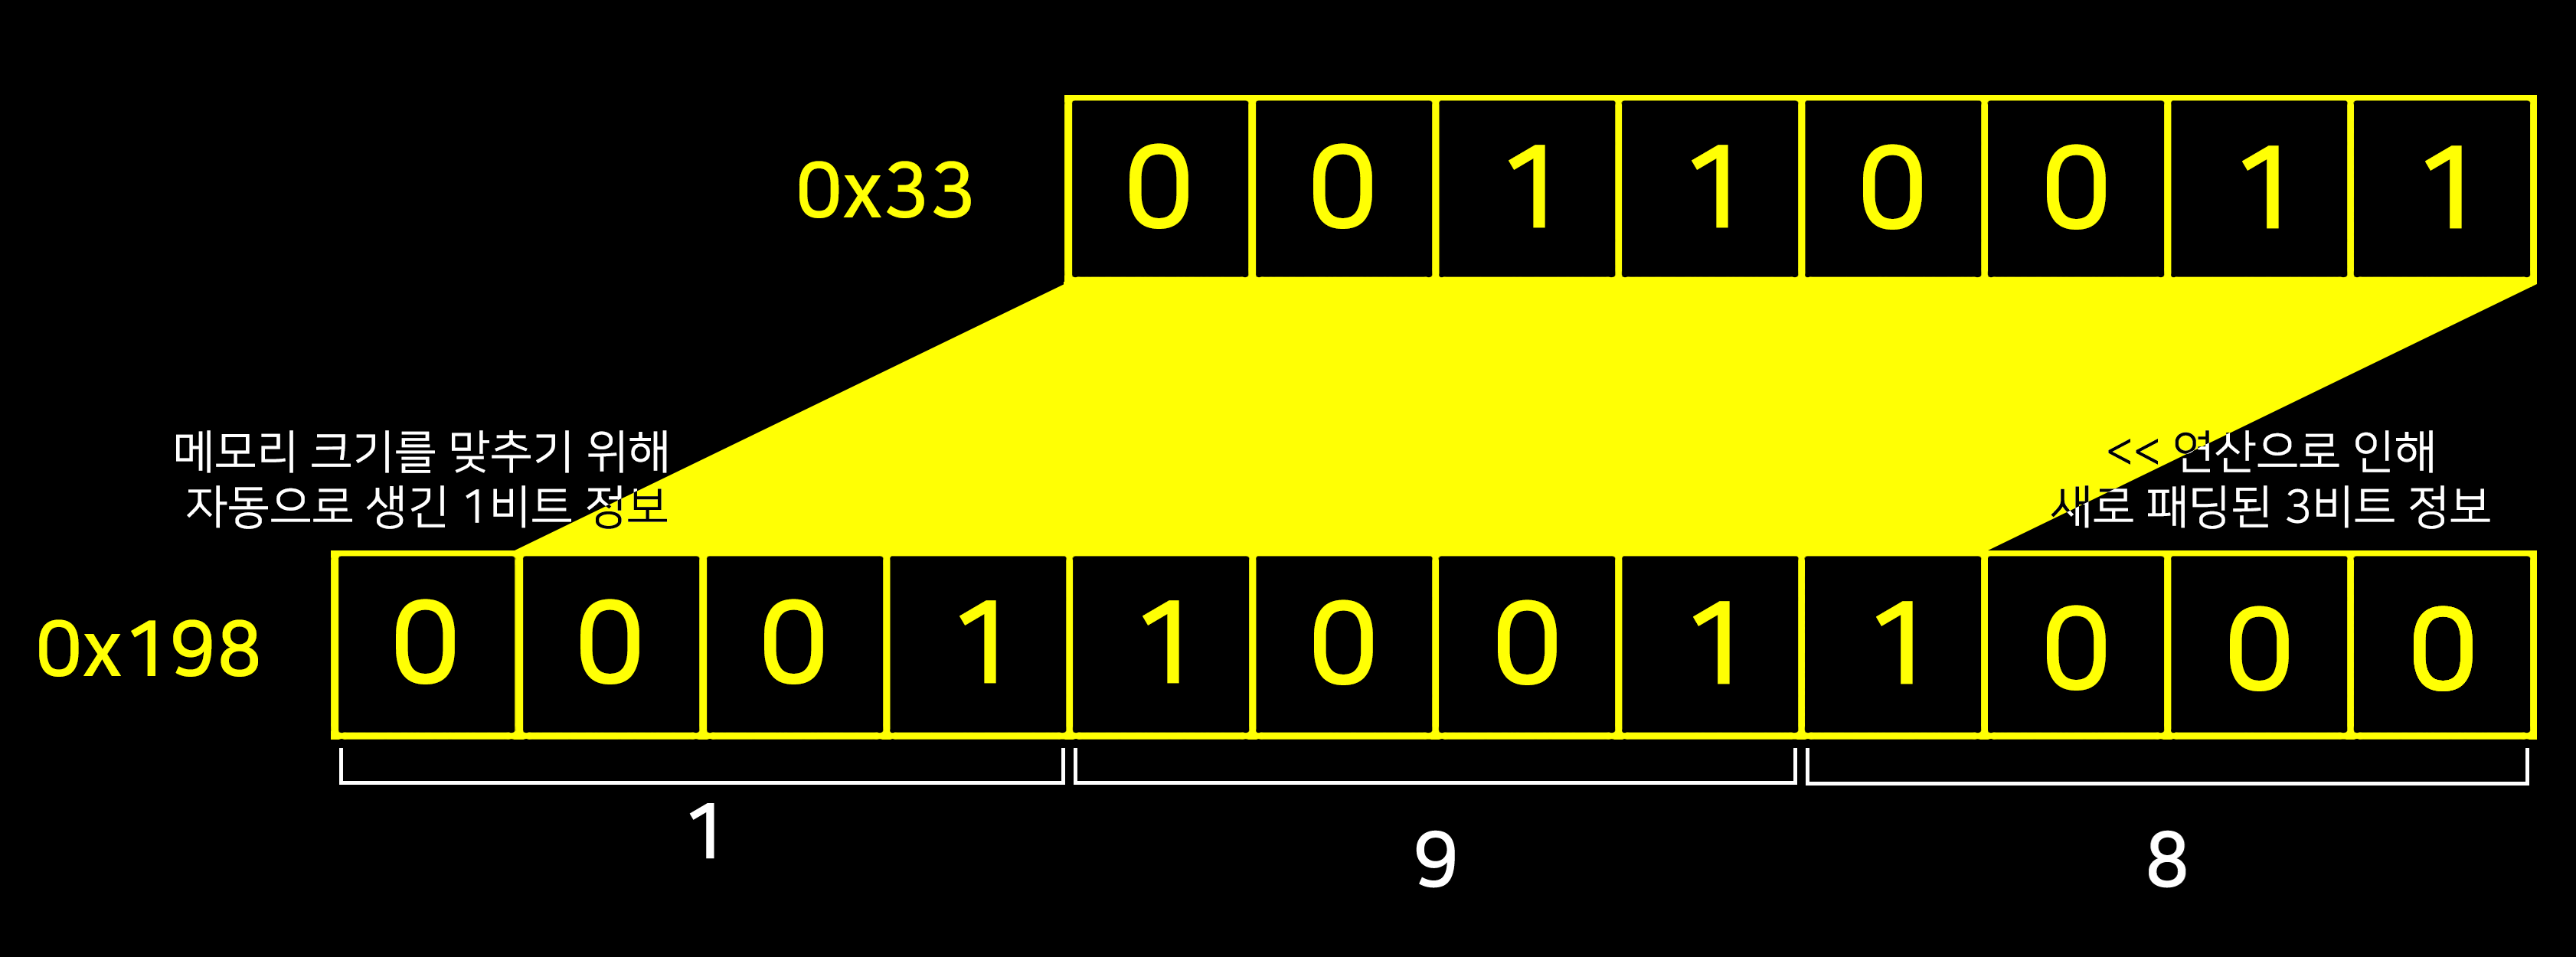 0x33 0 0 1 1 0 0 1 1
메모리 크기를 맞추기 위해
자동으로 생긴 1비트 정보
<< 연산으로 인해
새로 패딩된 3비트 정보
0x198 0 0 0 1 1 0 0 1 1 0 0 0
1 9 8